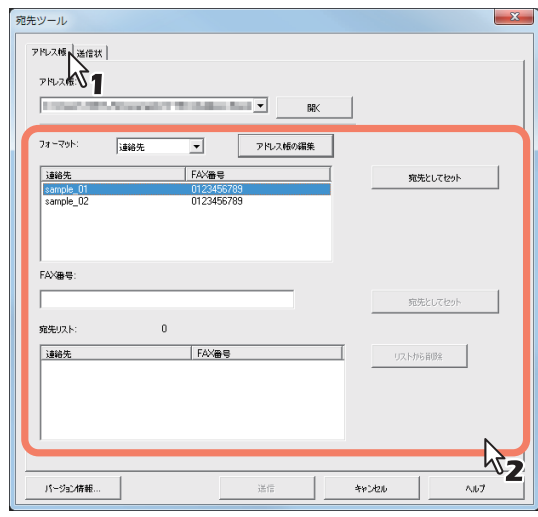 宛先ツール
アドレス帳 送信状
1
アドレス帳:
開く
フォーマット: 連絡先 アドレス帳の編集
連絡先 FAX番号 宛先としてセット
sample_01 0123456789
sample_02 0123456789
FAX番号:
宛先としてセット
宛先リスト: 0
連絡先 FAX番号 リストから削除
2
バージョン情報... 送信 キャンセル ヘルプ